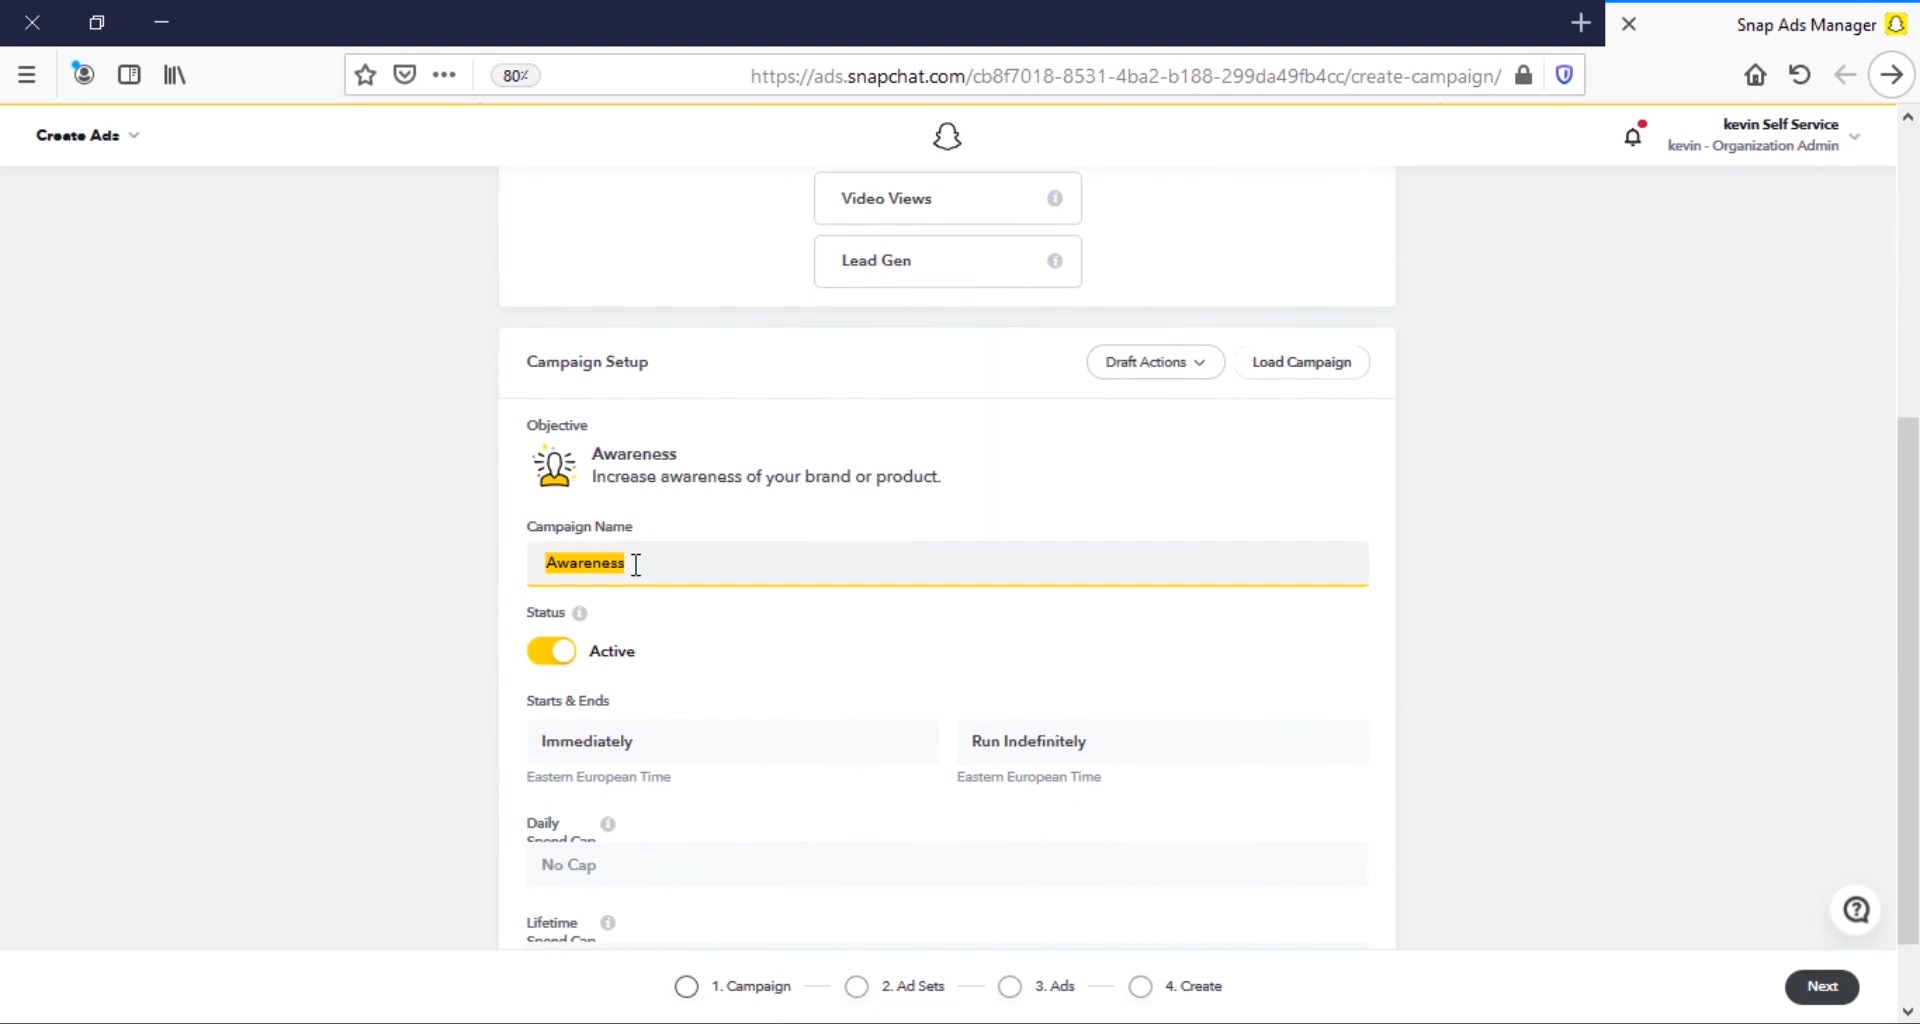 Snap Ads Manager
80%
https://ads.snapchat.com/cb8f7018-8531-4ba2-b188-299da49fb4cc/create-campaign/
Create Ads
kevin Self Service
kevin - Organization Admin
Video Views
Lead Gen
Campaign Setup
Draft Actions
Load Campaign
Objective
Awareness
Increase awareness of your brand or product.
Campaign Name
Awareness
Status
Active
Starts & Ends
Immediately
Run Indefinitely
Eastern European Time
Eastern European Time
Daily
Spend Cap
No Cap
Lifetime
Spend Cap
1. Campaign
2. Ad Sets
3. Ads
4. Create
Next